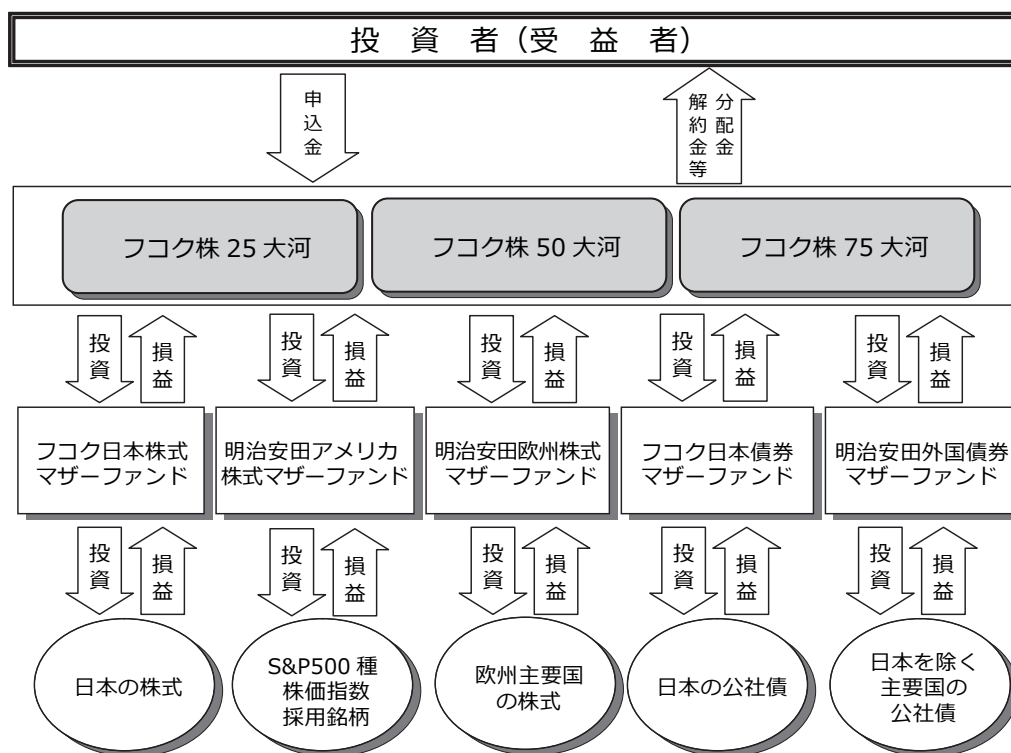 投 資 者（受 益 者）
申込金
分配金
解約金等
フコク株 25 大河
フコク株 50 大河
フコク株 75 大河
投資
損益
投資
損益
投資
損益
投資
損益
投資
損益
フコク日本株式
マザーファンド
明治安田アメリカ
株式マザーファンド
明治安田欧州株式
マザーファンド
フコク日本債券
マザーファンド
明治安田外国債券
マザーファンド
投資
損益
投資
損益
投資
損益
投資
損益
投資
損益
日本の株式
S&P500 種
株価指数
採用銘柄
欧州主要国
の株式
日本の公社債
日本を除く
主要国の
公社債